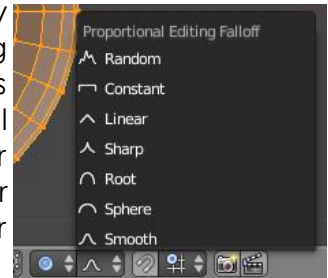 y
g
s
l
r
r
r
Proportional Editing Falloff
Random
Constant
Linear
Sharp
Root
Sphere
Smooth